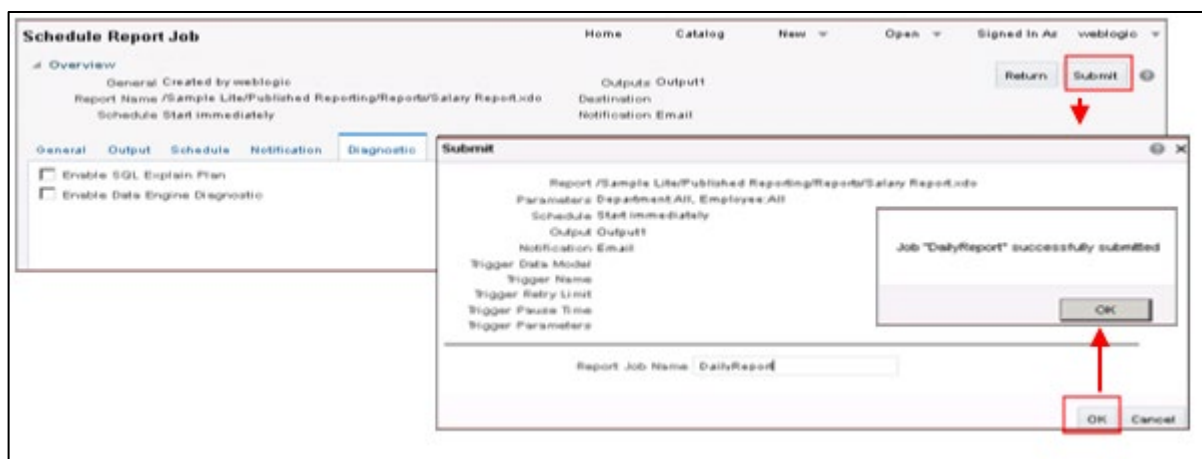 Schedule Report Job
Home Catalog New Open Signed In As weblogic
Overview
General Created by weblogic
Report Name /Sample Lite/Published Reporting/Reports/Salary Report.xdo
Schedule Start immediately
Outputs Output1
Destination
Notification Email
Return Submit
General Output Schedule Notification Diagnostic
Enable SQL Explain Plan
Enable Data Engine Diagnostic
Submit
Report /Sample Lite/Published Reporting/Reports/Salary Report.xdo
Parameters Department:All, Employee:All
Schedule Start immediately
Output Output1
Notification Email
Trigger Data Model
Trigger Name
Trigger Retry Limit
Trigger Pause Time
Trigger Parameters
Report Job Name DailyReport
OK Cancel
Job "DailyReport" successfully submitted
OK